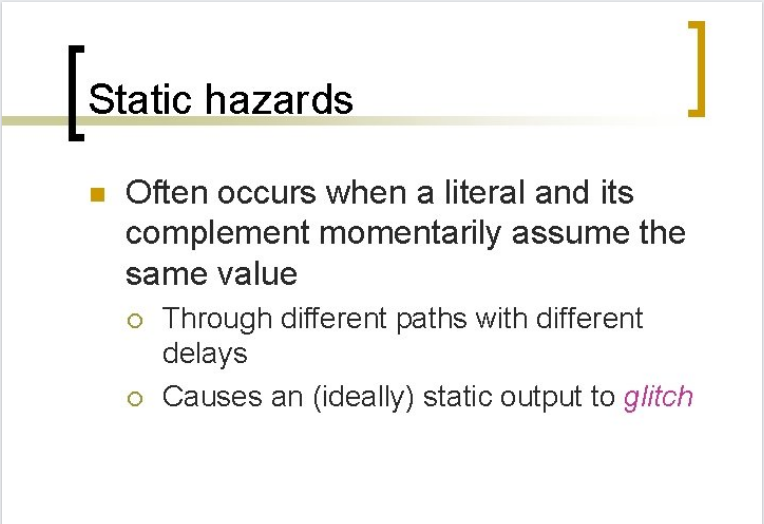 Static hazards
Often occurs when a literal and its
complement momentarily assume the
same value
Through different paths with different
delays
Causes an (ideally) static output to glitch